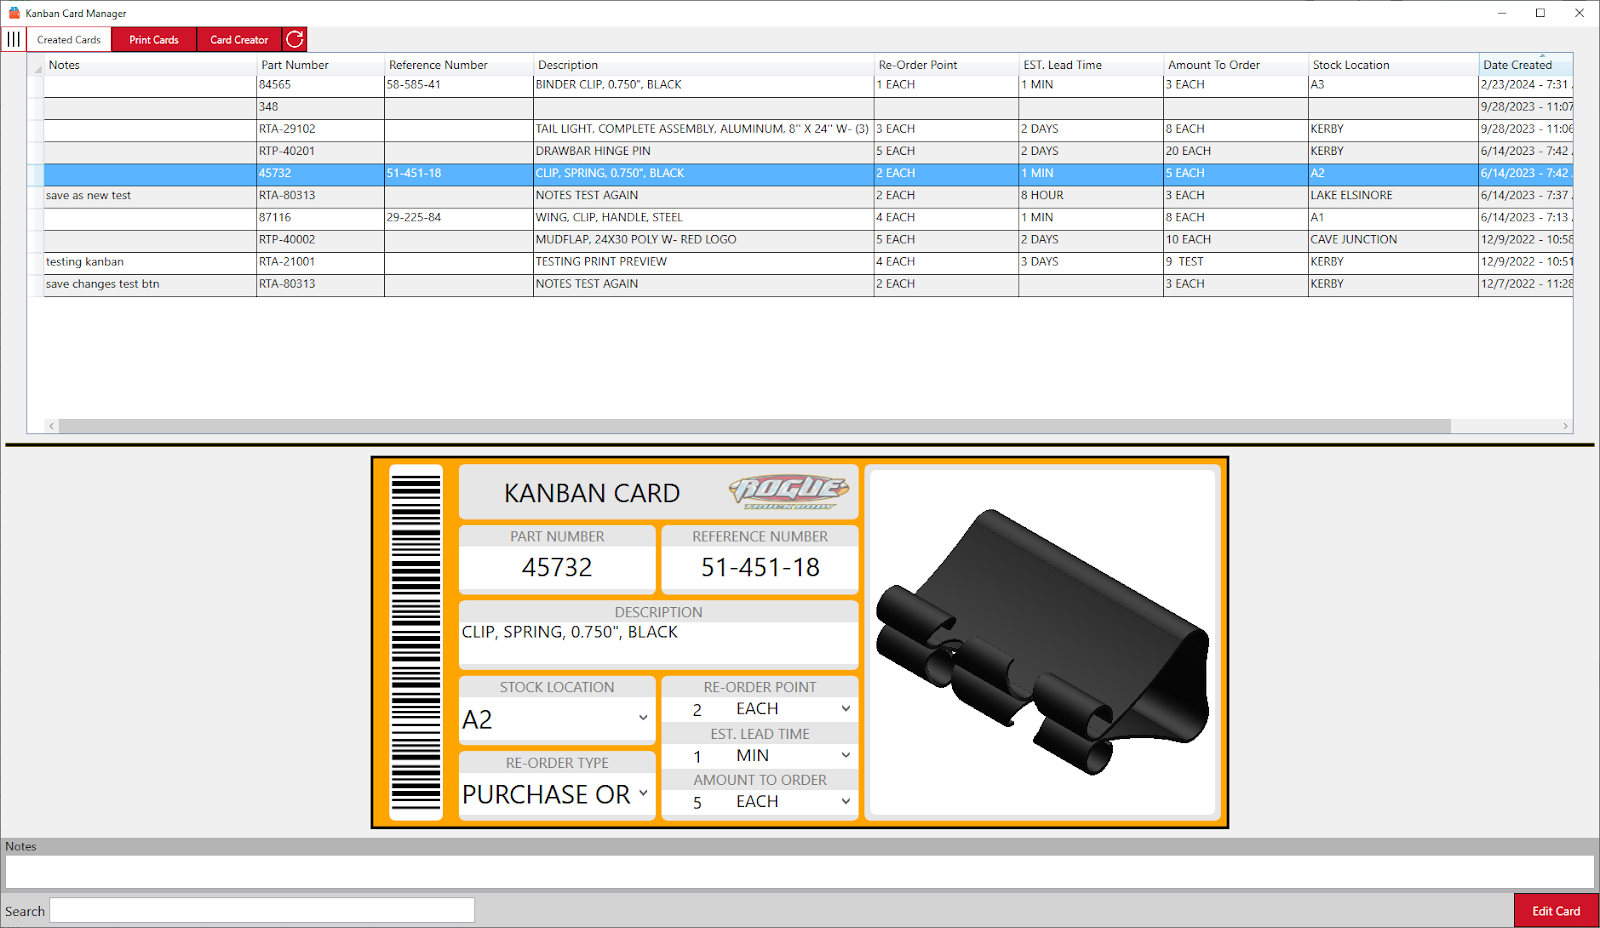 Kanban Card Manager
Created Cards Print Cards Card Creator
Notes Part Number Reference Number Description Re-Order Point EST. Lead Time Amount To Order Stock Location Date Created
84565 58-585-41 BINDER CLIP, 0.750", BLACK 1 EACH 1 MIN 3 EACH A3 2/23/2024 - 7:31
348 9/28/2023 - 11:07
RTA-29102 TAIL LIGHT, COMPLETE ASSEMBLY, ALUMINUM, 8'' X 24'' W- (3) 3 EACH 2 DAYS 8 EACH KERBY 9/28/2023 - 11:06
RTP-40201 DRAWBAR HINGE PIN 5 EACH 2 DAYS 20 EACH KERBY 6/14/2023 - 7:42
45732 51-451-18 CLIP, SPRING, 0.750", BLACK 2 EACH 1 MIN 5 EACH A2 6/14/2023 - 7:42
save as new test RTA-80313 NOTES TEST AGAIN 2 EACH 8 HOUR 3 EACH LAKE ELSINORE 6/14/2023 - 7:37
87116 29-225-84 WING, CLIP, HANDLE, STEEL 4 EACH 1 MIN 8 EACH A1 6/14/2023 - 7:13
RTP-40002 MUDFLAP, 24X30 POLY W- RED LOGO 5 EACH 2 DAYS 10 EACH CAVE JUNCTION 12/9/2022 - 10:58
testing kanban RTA-21001 TESTING PRINT PREVIEW 4 EACH 3 DAYS 9 TEST KERBY 12/9/2022 - 10:51
save changes test btn RTA-80313 NOTES TEST AGAIN 2 EACH 3 EACH KERBY 12/7/2022 - 11:28
KANBAN CARD ROGUE
TRUCK BODY
PART NUMBER REFERENCE NUMBER
45732 51-451-18
DESCRIPTION
CLIP, SPRING, 0.750", BLACK
STOCK LOCATION
A2
RE-ORDER TYPE
PURCHASE OR
RE-ORDER POINT
2 EACH
EST. LEAD TIME
1 MIN
AMOUNT TO ORDER
5 EACH
Notes
Search
Edit Card